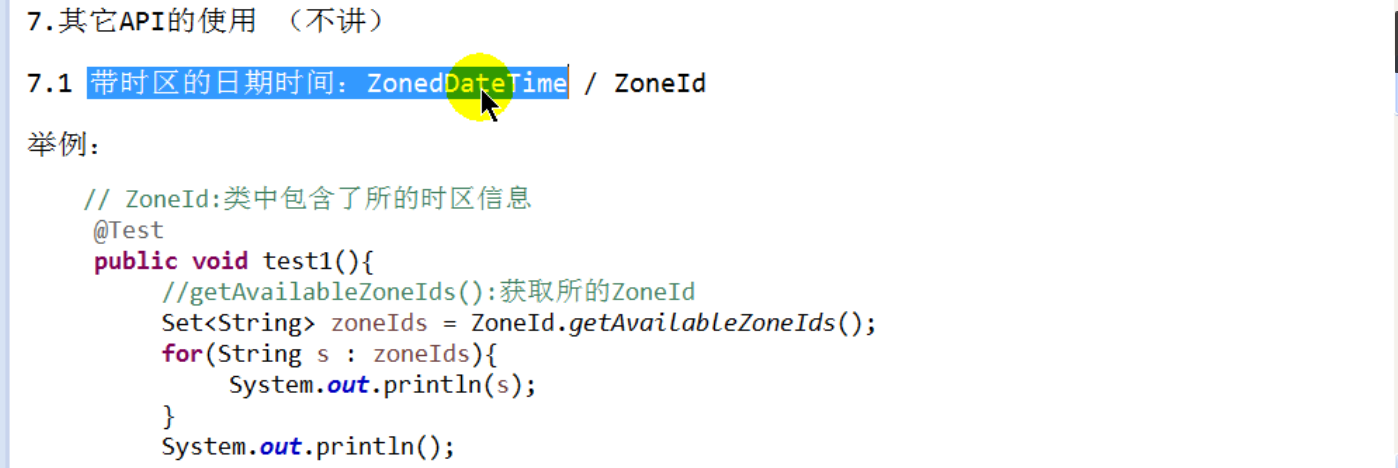 7.其它API的使用 （不讲）
7.1 带时区的日期时间：ZonedDateTime / ZoneId
举例：
// ZoneId:类中包含了所的时区信息
@Test
public void test1(){
//getAvailableZoneIds():获取所的ZoneId
Set<String> zoneIds = ZoneId.getAvailableZoneIds();
for(String s : zoneIds){
System.out.println(s);
}
System.out.println();